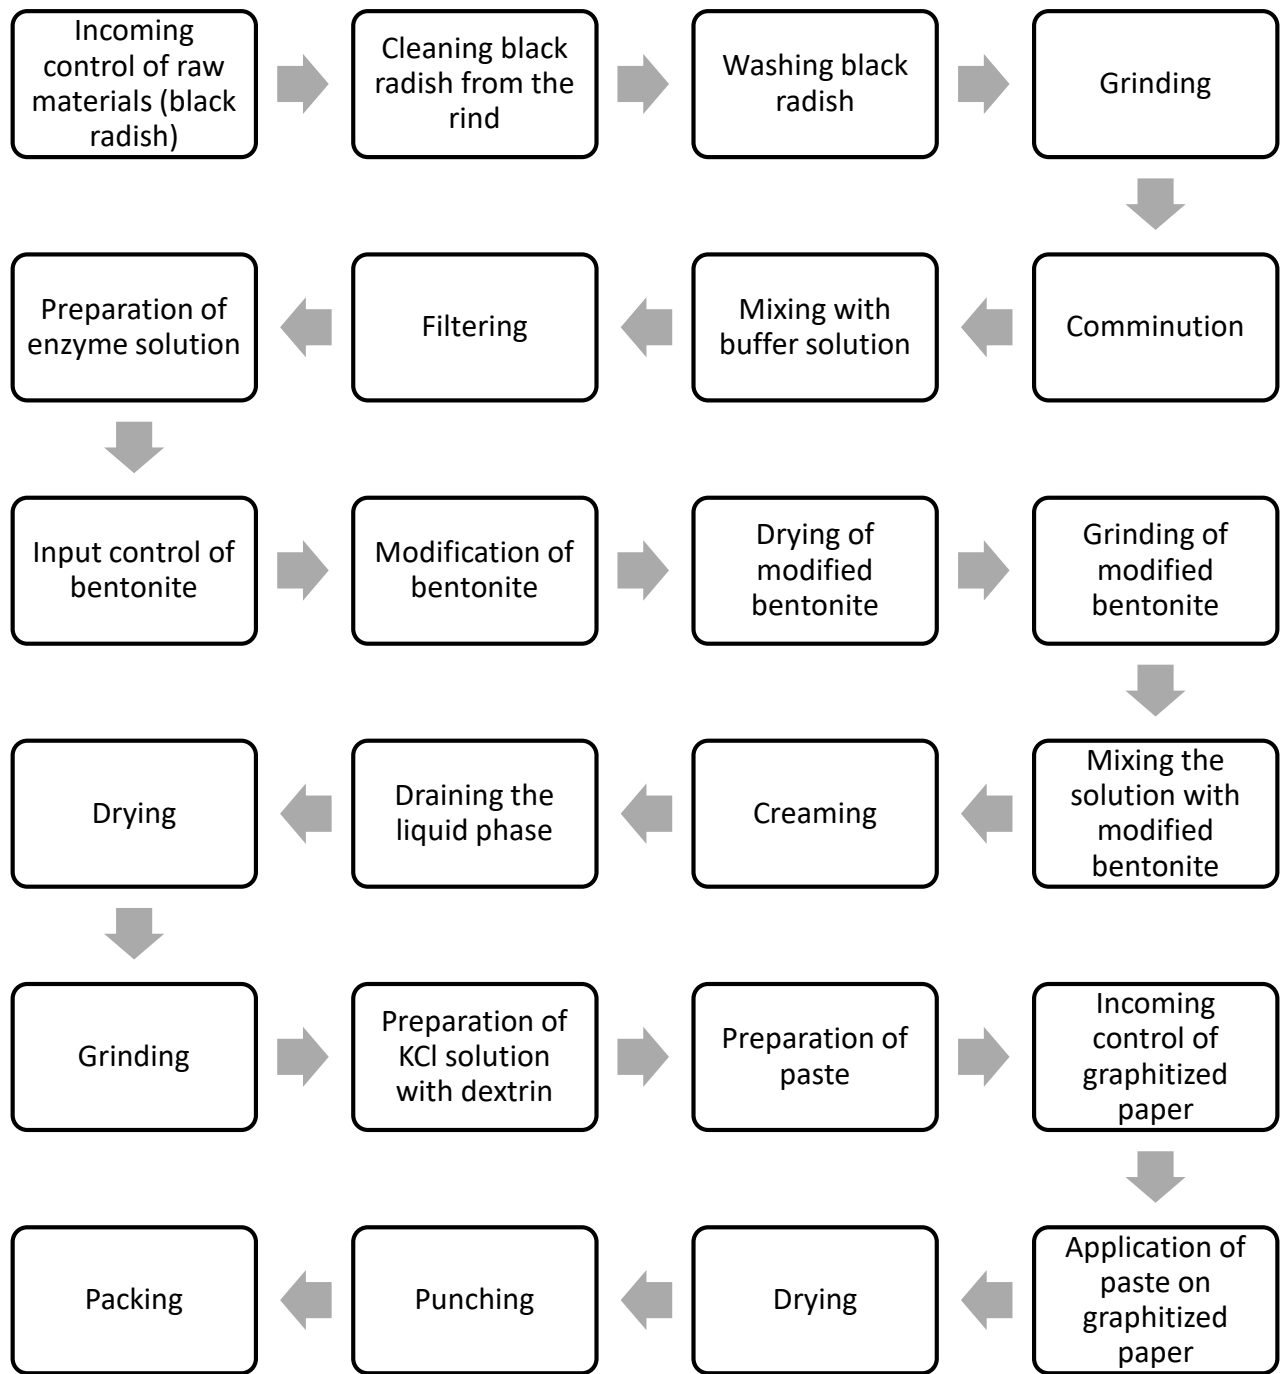 Incoming
control of raw
materials (black
radish)
Cleaning black
radish from the
rind
Washing black
radish
Grinding
Comminution
Mixing with
buffer solution
Filtering
Preparation of
enzyme solution
Input control of
bentonite
Modification of
bentonite
Drying of
modified
bentonite
Grinding of
modified
bentonite
Mixing the
solution with
modified
bentonite
Creaming
Draining the
liquid phase
Drying
Grinding
Preparation of
KCl solution
with dextrin
Preparation of
paste
Incoming
control of
graphitized
paper
Application of
paste on
graphitized
paper
Drying
Punching
Packing